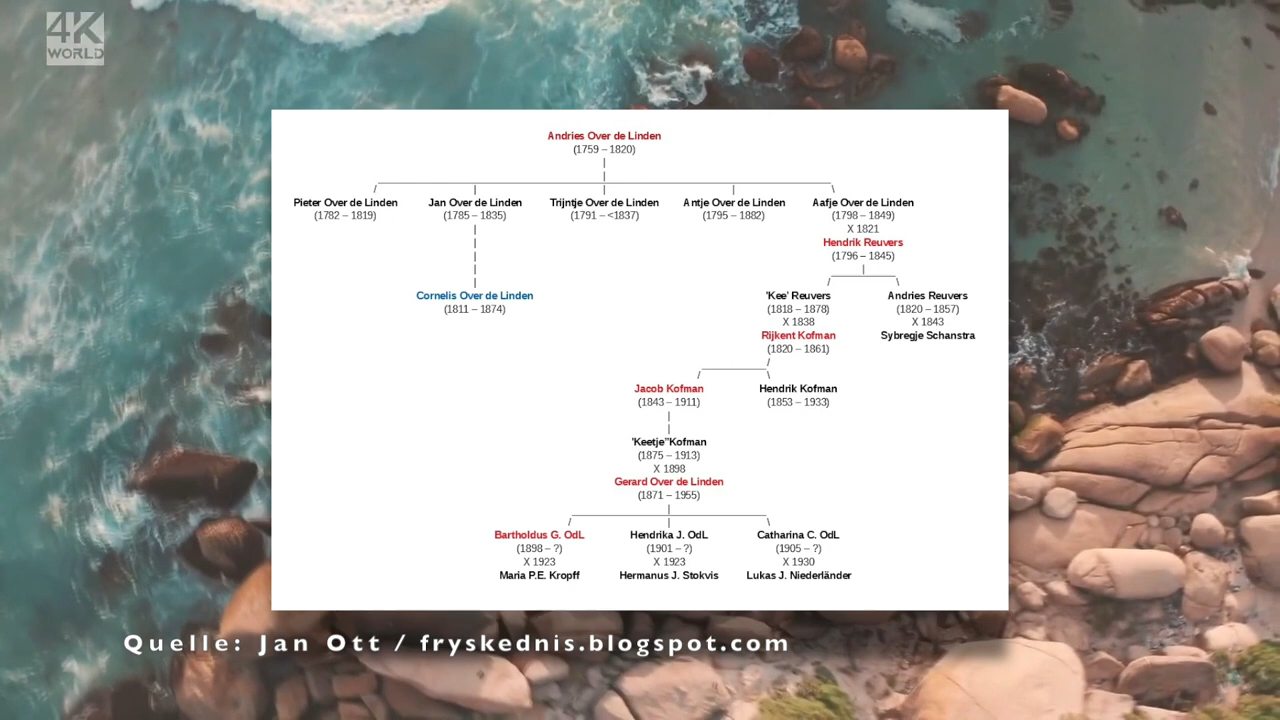 4K
WORLD
Andries Over de Linden
(1759 – 1820)
Pieter Over de Linden Jan Over de Linden Trijntje Over de Linden Antje Over de Linden Aafje Over de Linden
(1782 – 1819) (1785 – 1835) (1791 – <1837) (1795 – 1882) (1798 – 1849)
X 1821
Hendrik Reuvers
(1796 – 1845)
Cornelis Over de Linden 'Kee' Reuvers Andries Reuvers
(1811 – 1874) (1818 – 1878) (1820 – 1857)
X 1838 X 1843
Rijkent Kofman Sybregje Schanstra
(1820 – 1861)
Jacob Kofman Hendrik Kofman
(1843 – 1911) (1853 – 1933)
'Keetje''Kofman
(1875 – 1913)
X 1898
Gerard Over de Linden
(1871 – 1955)
Bartholdus G. OdL Hendrika J. OdL Catharina C. OdL
(1898 – ?) (1901 – ?) (1905 – ?)
X 1923 X 1923 X 1930
Maria P.E. Kropff Hermanus J. Stokvis Lukas J. Niederländer
Quelle: Jan Ott / fryskednis.blogspot.com